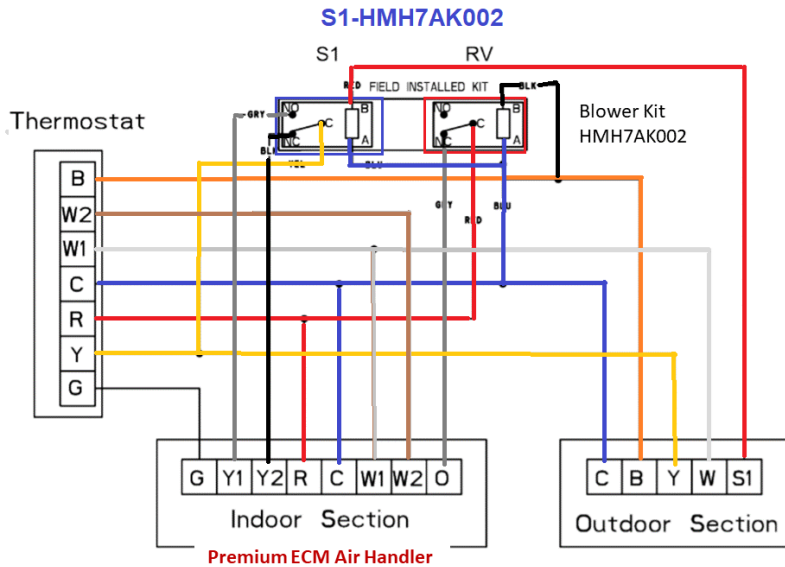 S1-HMH7AK002
S1 RV
RED FIELD INSTALLED KIT BLK
NO B NO B
GRY C C
NC A NC A
BLK YEL BLU
Blower Kit
HMH7AK002
GRY RED BLU
Thermostat
B
W2
W1
C
R
Y
G
G Y1 Y2 R C W1 W2 O
Indoor Section
Premium ECM Air Handler
C B Y W S1
Outdoor Section